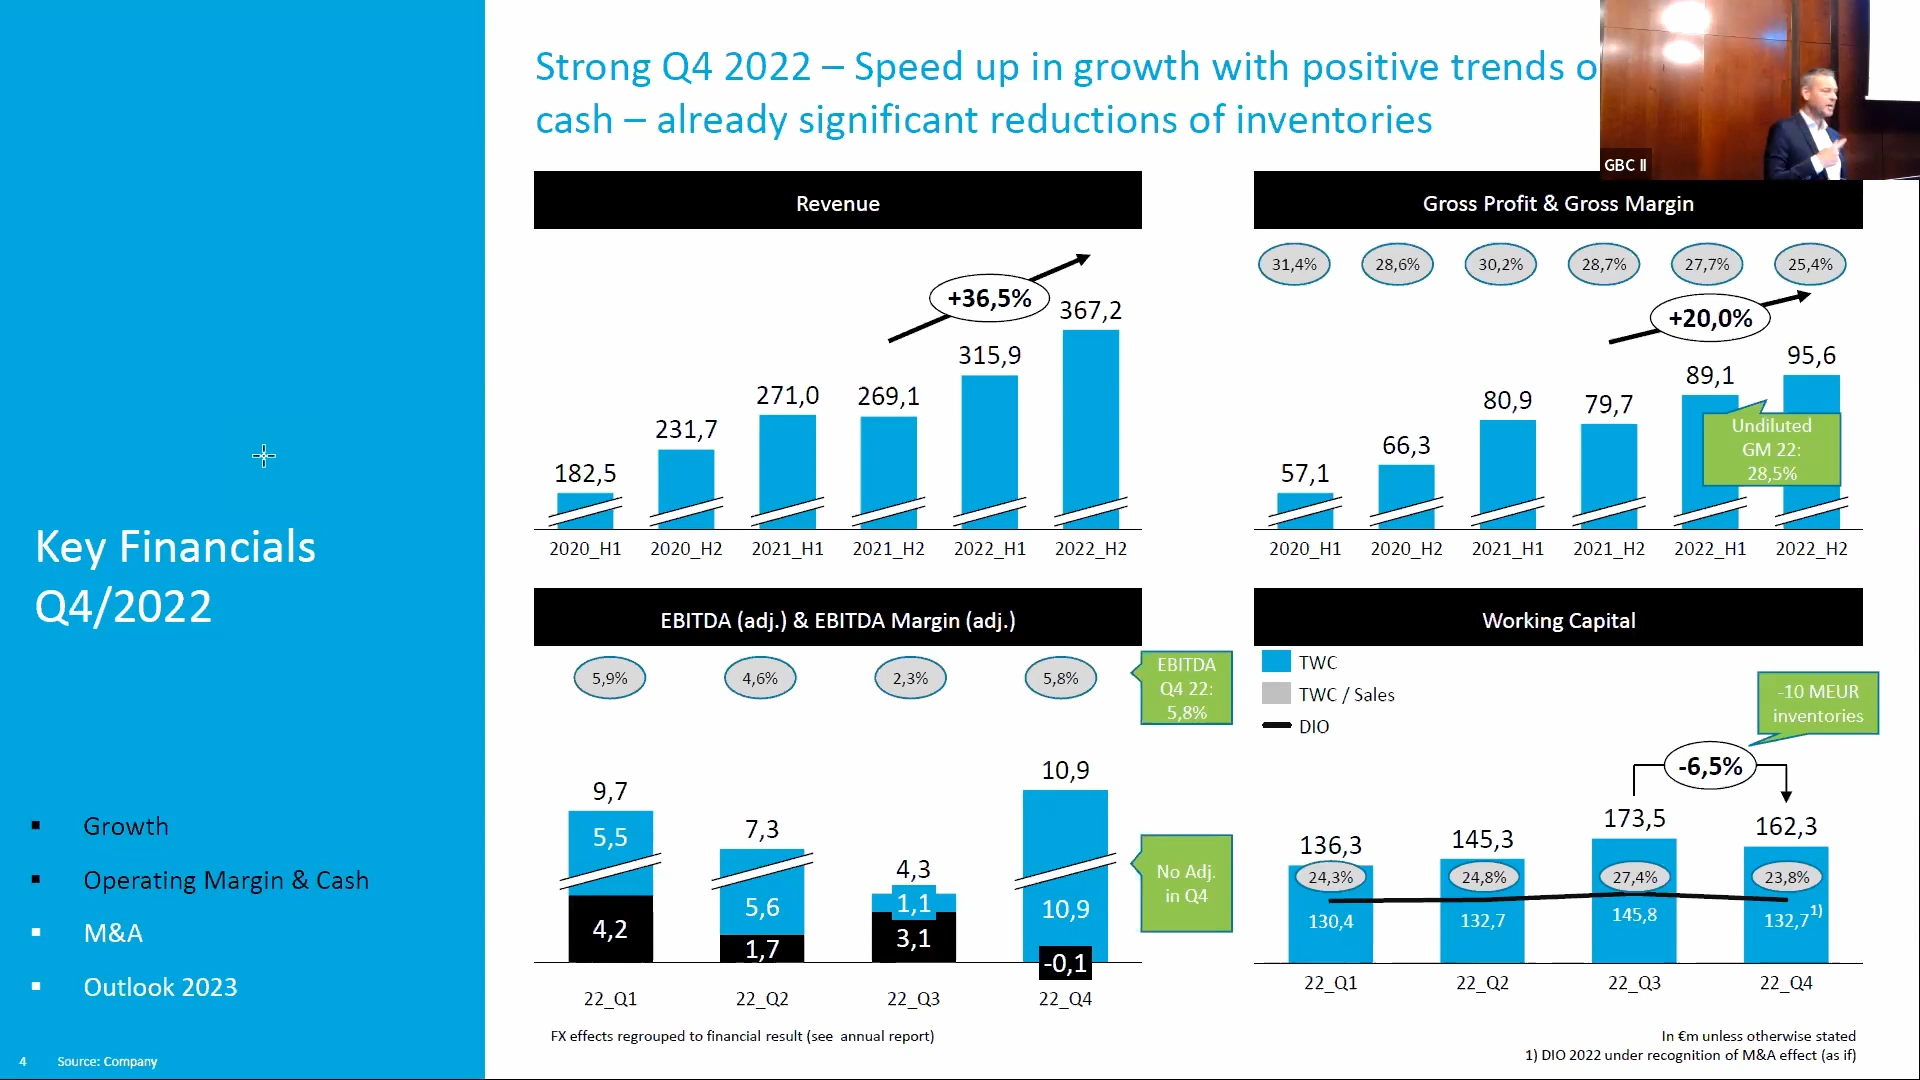 Strong Q4 2022 – Speed up in growth with positive trends o
cash – already significant reductions of inventories
GBC II
Key Financials
Q4/2022
Growth
Operating Margin & Cash
M&A
Outlook 2023
4 Source: Company
Revenue
+36,5%
182,5 231,7 271,0 269,1 315,9 367,2
2020_H1 2020_H2 2021_H1 2021_H2 2022_H1 2022_H2
Gross Profit & Gross Margin
31,4% 28,6% 30,2% 28,7% 27,7% 25,4%
+20,0%
57,1 66,3 80,9 79,7 89,1 95,6
Undiluted
GM 22:
28,5%
2020_H1 2020_H2 2021_H1 2021_H2 2022_H1 2022_H2
EBITDA (adj.) & EBITDA Margin (adj.)
5,9% 4,6% 2,3% 5,8%
EBITDA
Q4 22:
5,8%
9,7 7,3 4,3 10,9
5,5 5,6 1,1 10,9
4,2 1,7 3,1 -0,1
No Adj.
in Q4
22_Q1 22_Q2 22_Q3 22_Q4
FX effects regrouped to financial result (see annual report)
Working Capital
TWC
TWC / Sales
DIO
-10 MEUR
inventories
-6,5%
136,3 145,3 173,5 162,3
24,3% 24,8% 27,4% 23,8%
130,4 132,7 145,8 132,7 1)
22_Q1 22_Q2 22_Q3 22_Q4
In €m unless otherwise stated
1) DIO 2022 under recognition of M&A effect (as if)